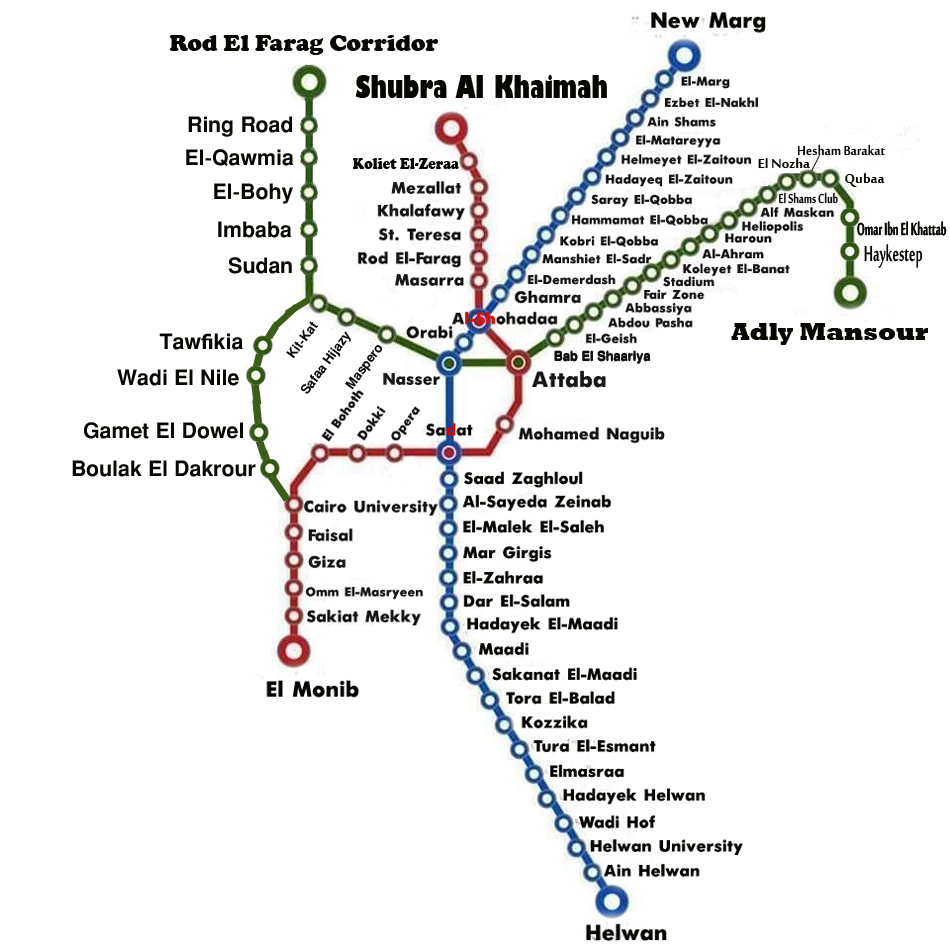 New Marg
Rod El Farag Corridor
Shubra Al Khaimah
El-Marg
Ezbet El-Nakhl
Ain Shams
El-Matareyya
Helmeyet El-Zaitoun
Hadayeq El-Zaitoun
Saray El-Qobba
Hammamat El-Qobba
Kobri El-Qobba
Manshiet El-Sadr
El-Demerdash
Ghamra
Al-Shohadaa
Orabi
Nasser
Ring Road
El-Qawmia
El-Bohy
Imbaba
Sudan
Kit-Kat
Safaa Hijazy
Maspero
Tawfikia
Wadi El Nile
Gamet El Dowel
Boulak El Dakrour
Koliet El-Zeraa
Mezallat
Khalafawy
St. Teresa
Rod El-Farag
Masarra
Hesham Barakat
El Nozha
Qubaa
El Shams Club
Alf Maskan
Omar Ibn El Khattab
Heliopolis
Haykestep
Haroun
Al-Ahram
Koleyet El-Banat
Stadium
Fair Zone
Abbassiya
Abdou Pasha
El-Geish
Bab El Shaariya
Adly Mansour
Attaba
Mohamed Naguib
Sadat
El Bohoth
Dokki
Opera
Cairo University
Faisal
Giza
Omm El-Masryeen
Sakiat Mekky
El Monib
Saad Zaghloul
Al-Sayeda Zeinab
El-Malek El-Saleh
Mar Girgis
El-Zahraa
Dar El-Salam
Hadayek El-Maadi
Maadi
Sakanat El-Maadi
Tora El-Balad
Kozzika
Tura El-Esmant
Elmasraa
Hadayek Helwan
Wadi Hof
Helwan University
Ain Helwan
Helwan